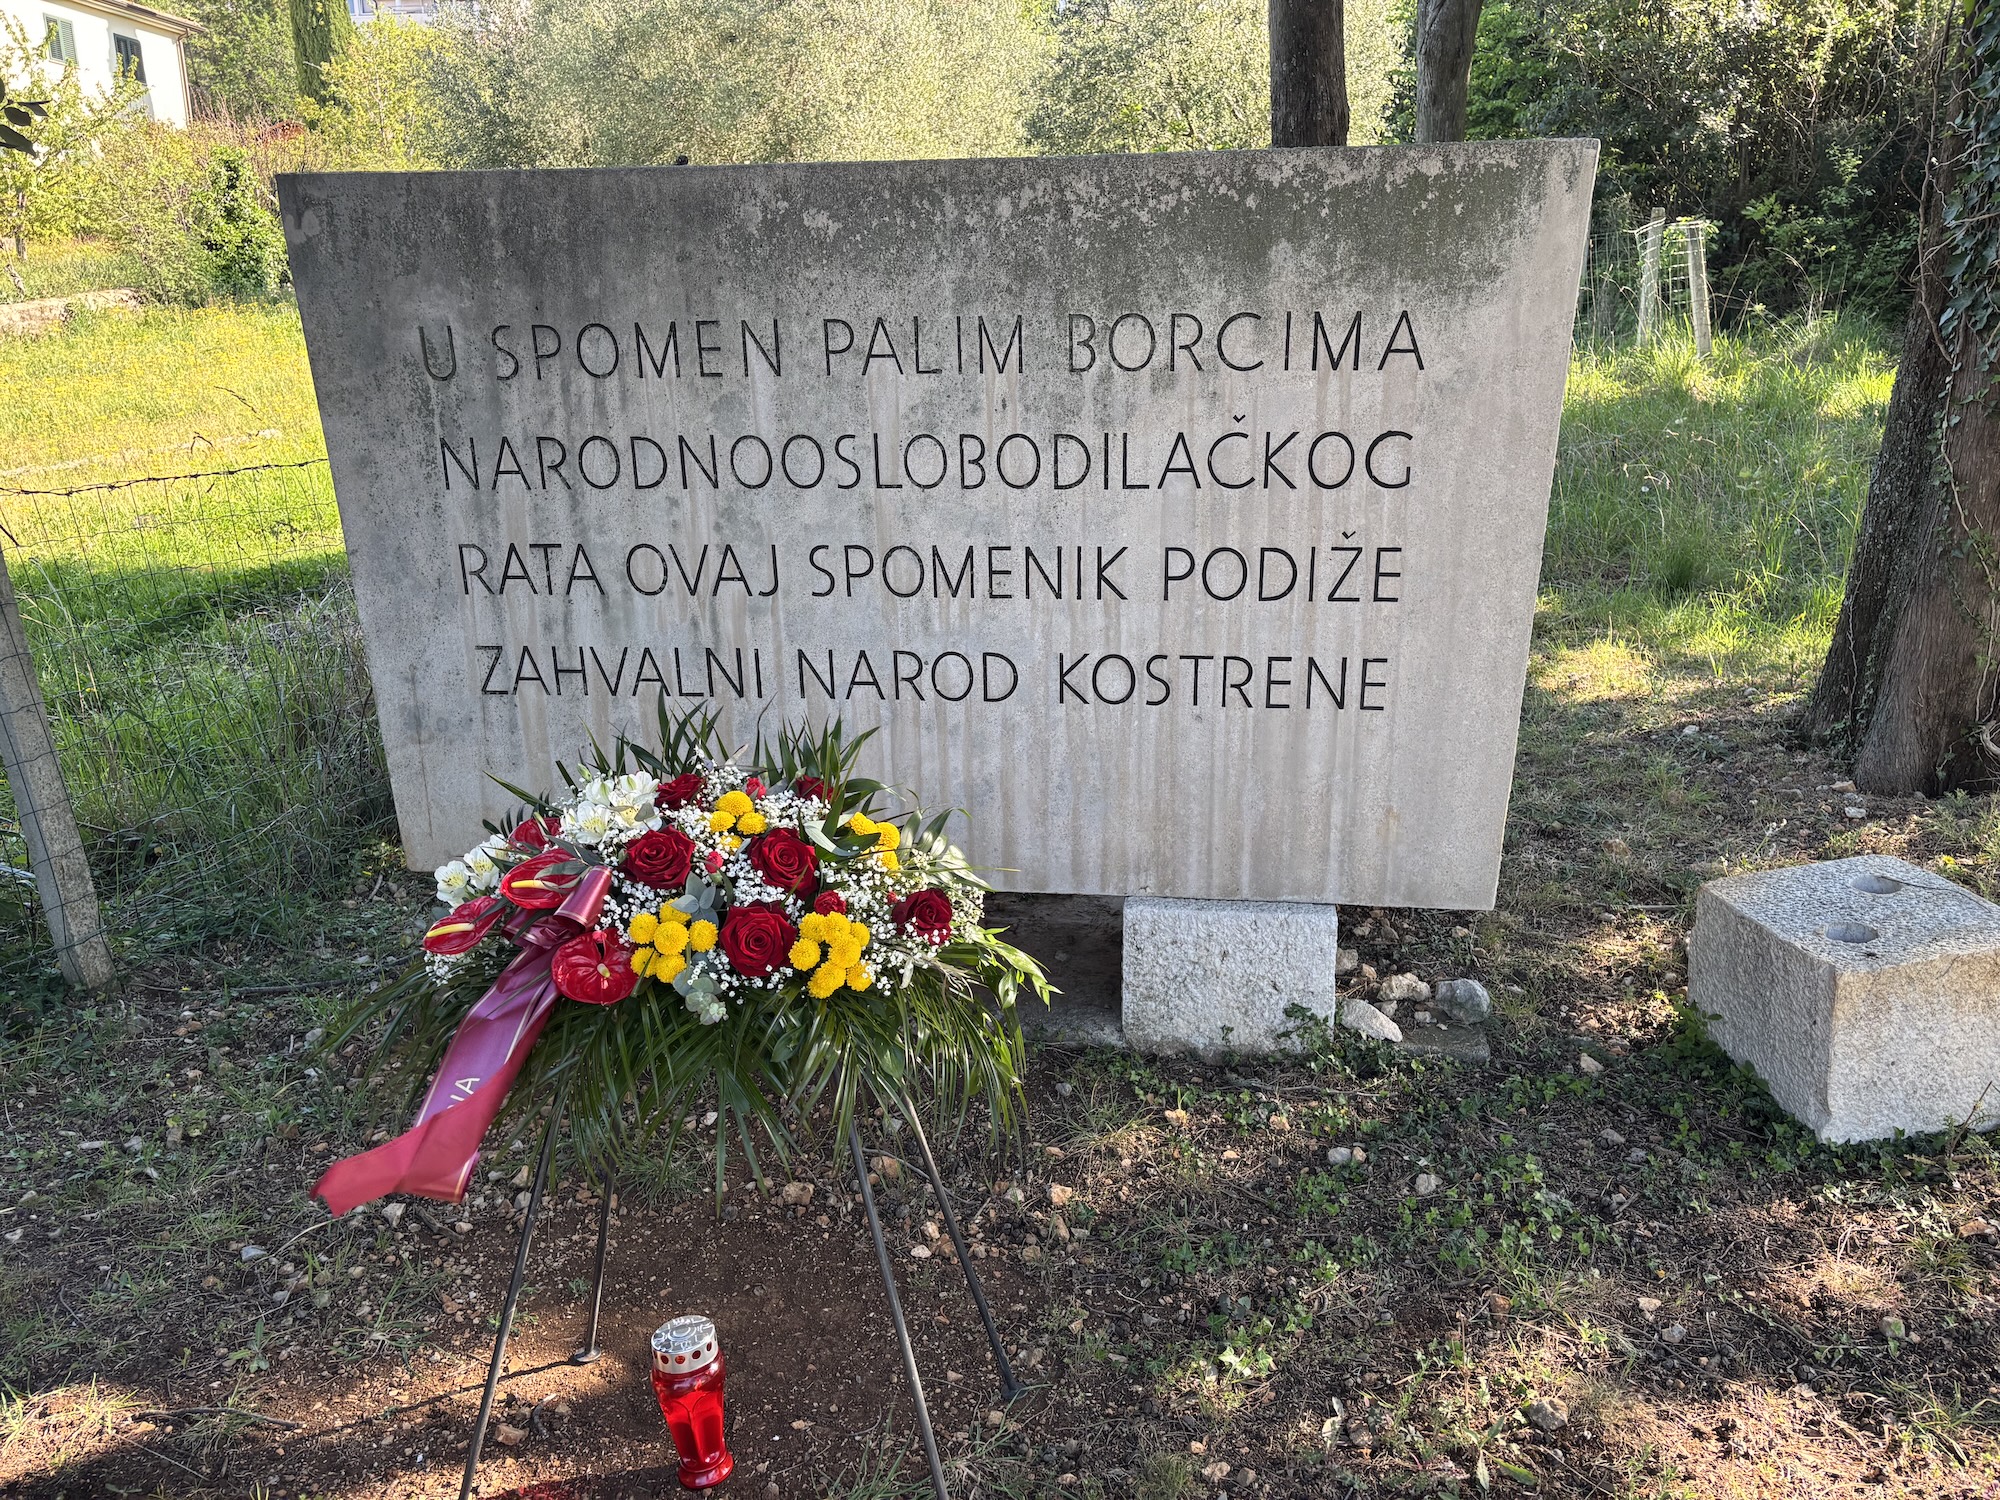 U SPOMEN PALIM BORCIMA
NARODNOOSLOBODILAČKOG
RATA OVAJ SPOMENIK PODIŽE
ZAHVALNI NAROD KOSTRENE